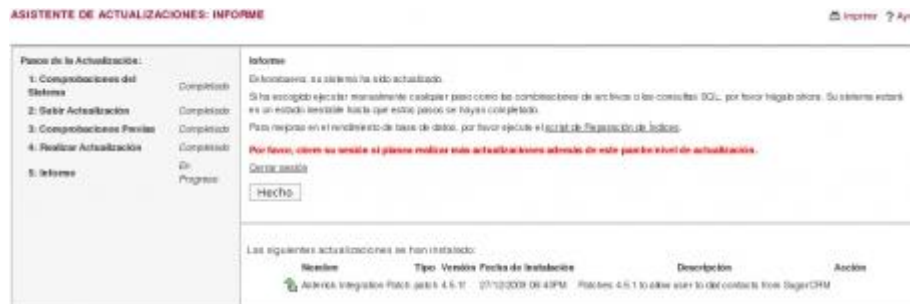 ASISTENTE DE ACTUALIZACIONES: INFORME
Imprimir ? Ayu
Pasos de la Actualización:
1: Comprobaciones del Sistema Completado
2: Subir Actualización Completado
3: Comprobaciones Previas Completado
4: Realizar Actualización Completado
5: Informe En Progreso
Informe
Enhorabuena, su sistema ha sido actualizado.
Si ha escogido ejecutar manualmente cualquier paso como las combinaciones de archivos o las consultas SQL, por favor hágalo ahora. Su sistema estará
en un estado inestable hasta que estos pasos se hayan completado.
Para mejoras en el rendimiento de base de datos, por favor ejecute el script de Reparación de Índices.
Por favor, cierre su sesión si planea realizar más actualizaciones además de este parche nivel de actualización.
Cerrar sesión
Hecho
Las siguientes actualizaciones se han instalado:
Nombre Tipo Versión Fecha de Instalación Descripción Acción
Asterisk Integration Patch patch 27/12/2009 06:43PM Patches 4.5.1 to allow user to dial contacts from SugarCRM